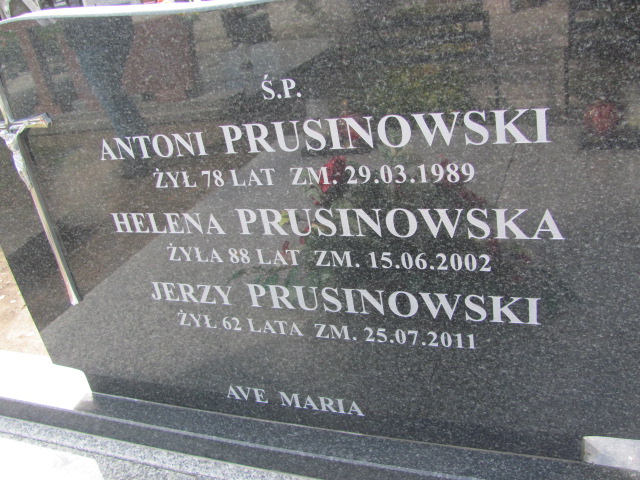 Ś.P.
ANTONI PRUSINOWSKI
ŻYŁ 78 LAT ZM. 29.03.1989
HELENA PRUSINOWSKA
ŻYŁA 88 LAT ZM. 15.06.2002
JERZY PRUSINOWSKI
ŻYŁ 62 LATA ZM. 25.07.2011
AVE MARIA